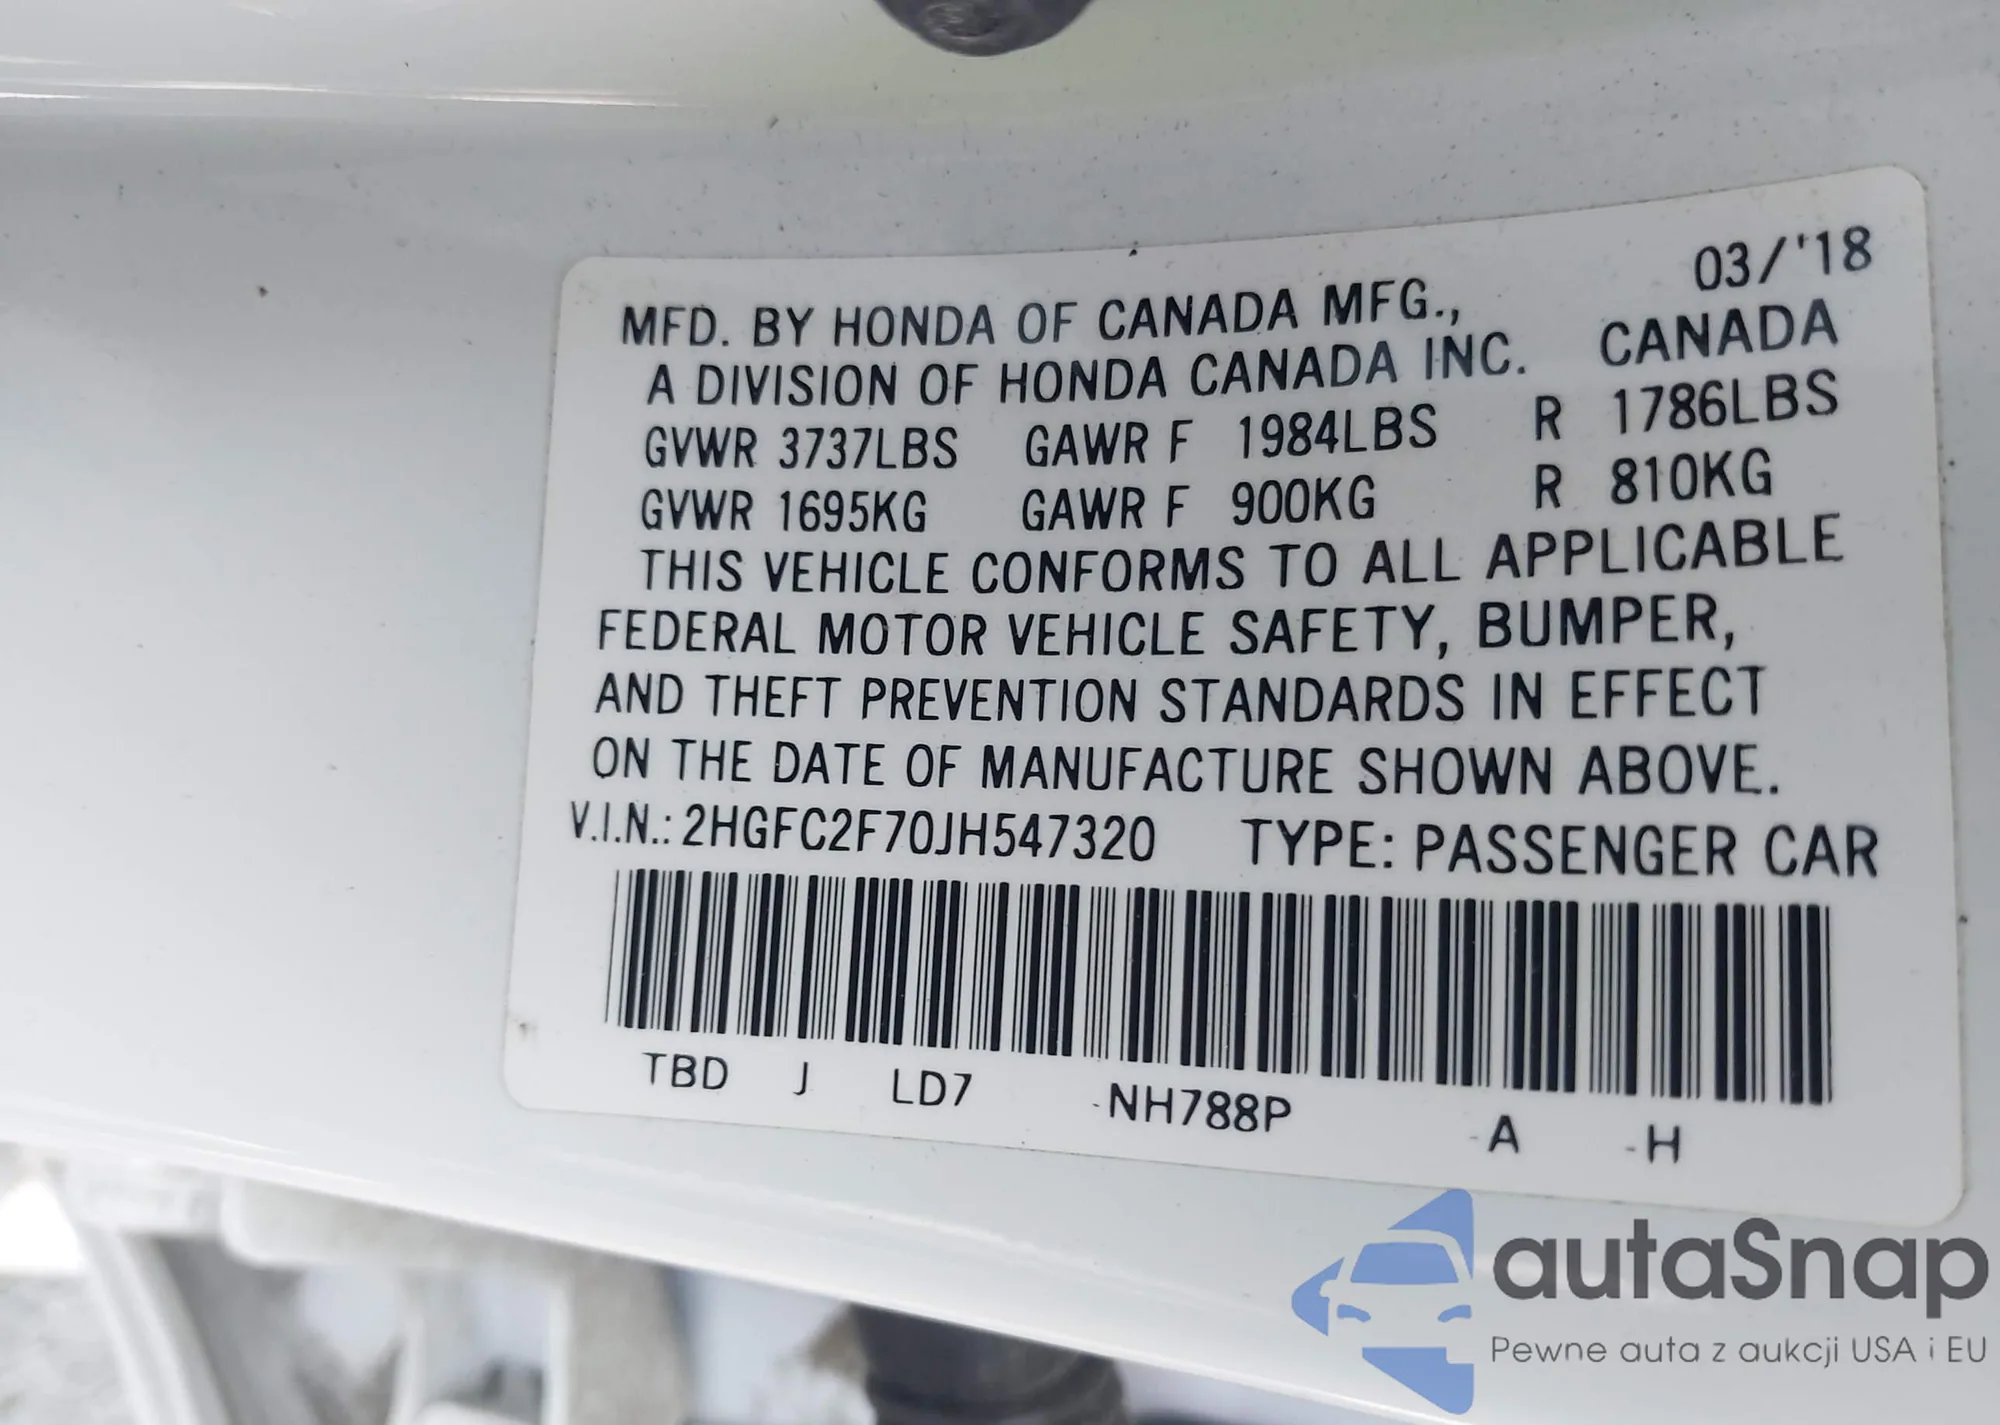 03/'18
MFD. BY HONDA OF CANADA MFG.,
A DIVISION OF HONDA CANADA INC. CANADA
GVWR 3737LBS GAWR F 1984LBS R 1786LBS
GVWR 1695KG GAWR F 900KG R 810KG
THIS VEHICLE CONFORMS TO ALL APPLICABLE
FEDERAL MOTOR VEHICLE SAFETY, BUMPER,
AND THEFT PREVENTION STANDARDS IN EFFECT
ON THE DATE OF MANUFACTURE SHOWN ABOVE.
V.I.N.: 2HGFC2F70JH547320 TYPE: PASSENGER CAR
TBD J LD7 -NH788P -A -H
autaSnap
Pewne auta z aukcji USA i EU